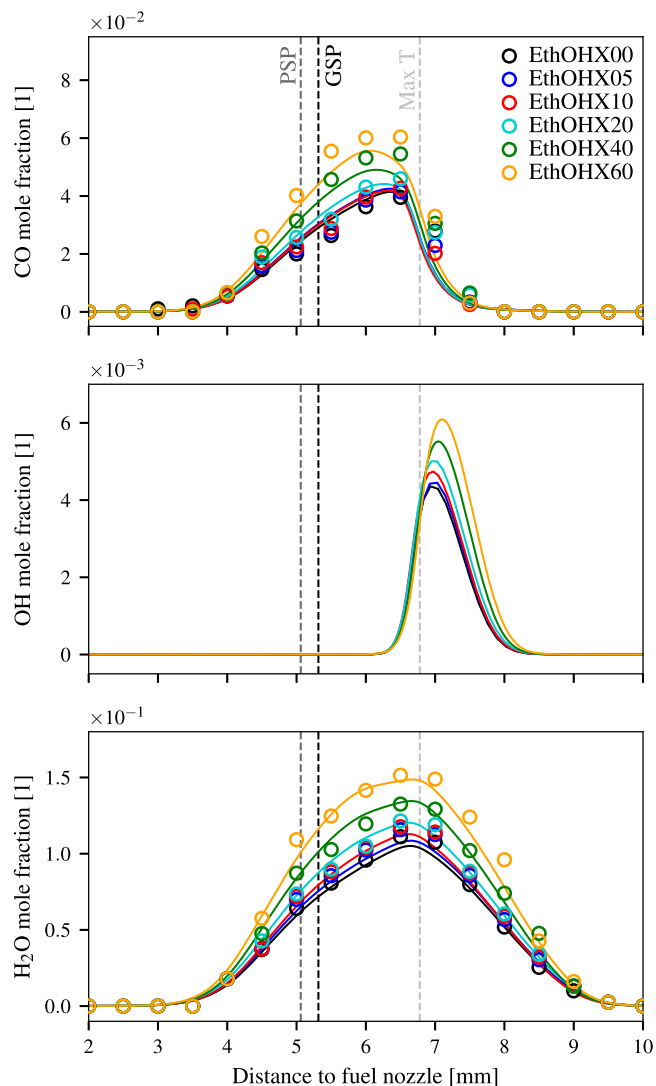 ×10⁻²
CO mole fraction [1]
8
6
4
2
0
PSP
GSP
Max T
EthOHX00
EthOHX05
EthOHX10
EthOHX20
EthOHX40
EthOHX60
×10⁻³
OH mole fraction [1]
6
4
2
0
×10⁻¹
H₂O mole fraction [1]
1.5
1.0
0.5
0.0
2 3 4 5 6 7 8 9 10
Distance to fuel nozzle [mm]